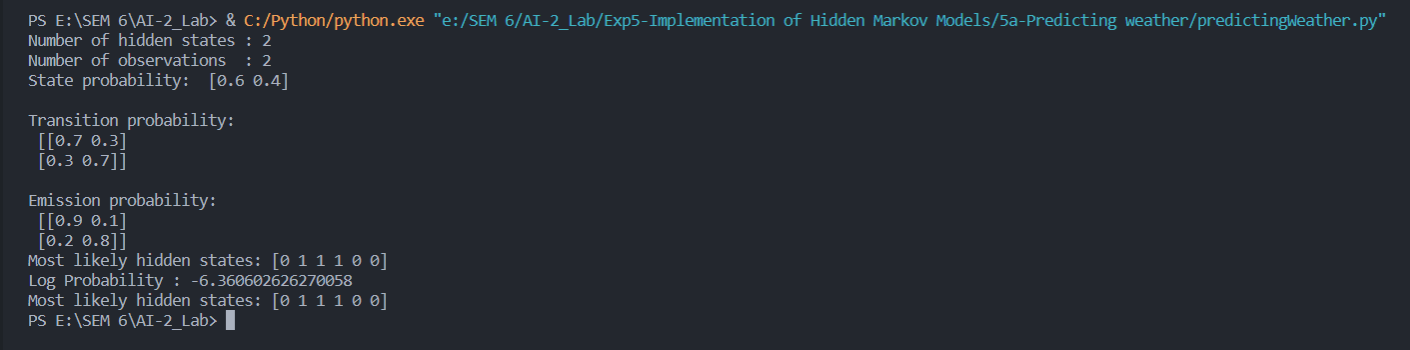 PS E:\SEM 6\AI-2_Lab> & C:/Python/python.exe "e:/SEM 6/AI-2_Lab/Exp5-Implementation of Hidden Markov Models/5a-Predicting weather/predictingWeather.py"
Number of hidden states : 2
Number of observations  : 2
State probability:  [0.6 0.4]

Transition probability:
 [[0.7 0.3]
 [0.3 0.7]]

Emission probability:
 [[0.9 0.1]
 [0.2 0.8]]
Most likely hidden states: [0 1 1 1 0 0]
Log Probability : -6.360602626270058
Most likely hidden states: [0 1 1 1 0 0]
PS E:\SEM 6\AI-2_Lab>